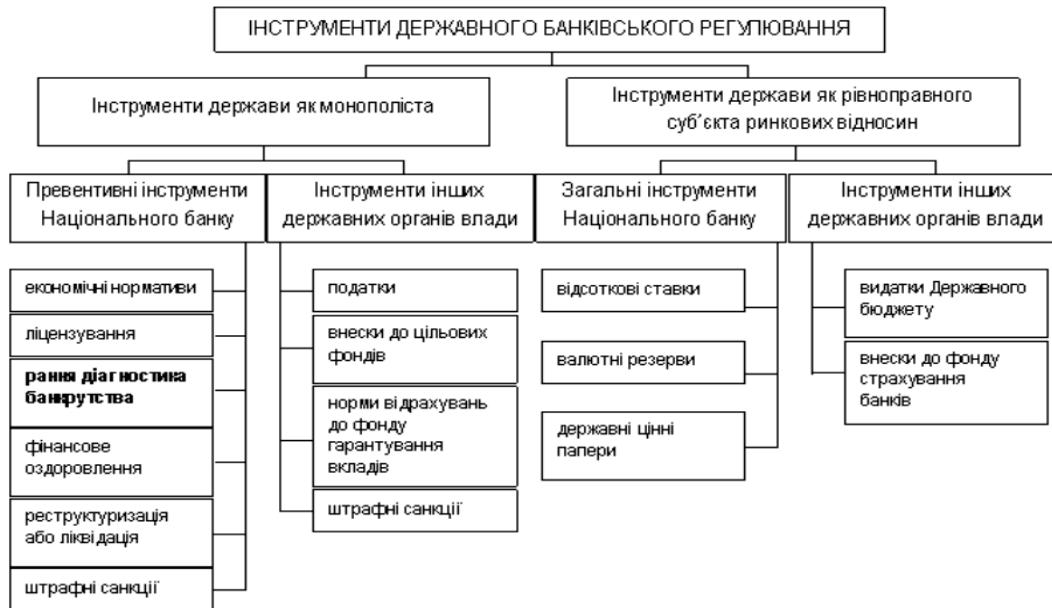 ІНСТРУМЕНТИ ДЕРЖАВНОГО БАНКІВСЬКОГО РЕГУЛЮВАННЯ
Інструменти держави як монополіста
Інструменти держави як рівноправного
суб’єкта ринкових відносин
Превентивні інструменти
Національного банку
Інструменти інших
державних органів влади
Загальні інструменти
Національного банку
Інструменти інших
державних органів влади
економічні нормативи
ліцензування
рання діагностика
банкрутства
фінансове
оздоровлення
реструктуризація
або ліквідація
штрафні санкції
податки
внески до цільових
фондів
норми відрахувань
до фонду
гарантування
вкладів
штрафні санкції
відсоткові ставки
валютні резерви
державні цінні
папери
видатки Державного
бюджету
внески до фонду
страхування
банків